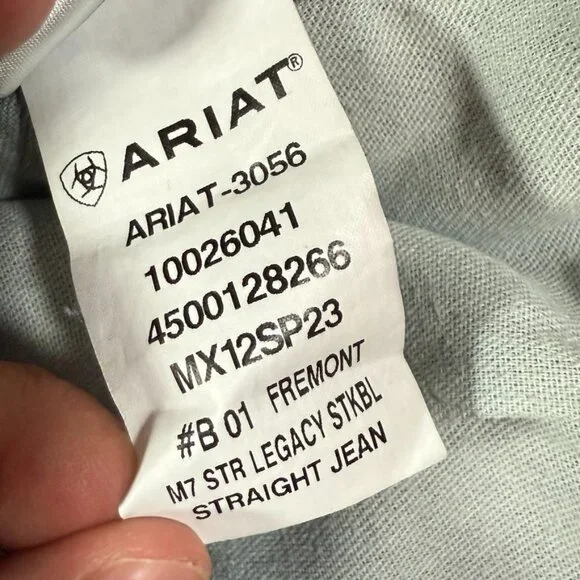 ARIAT®
ARIAT-3056
10026041
4500128266
MX12SP23
#B 01 FREMONT
M7 STR LEGACY STKBL
STRAIGHT JEAN